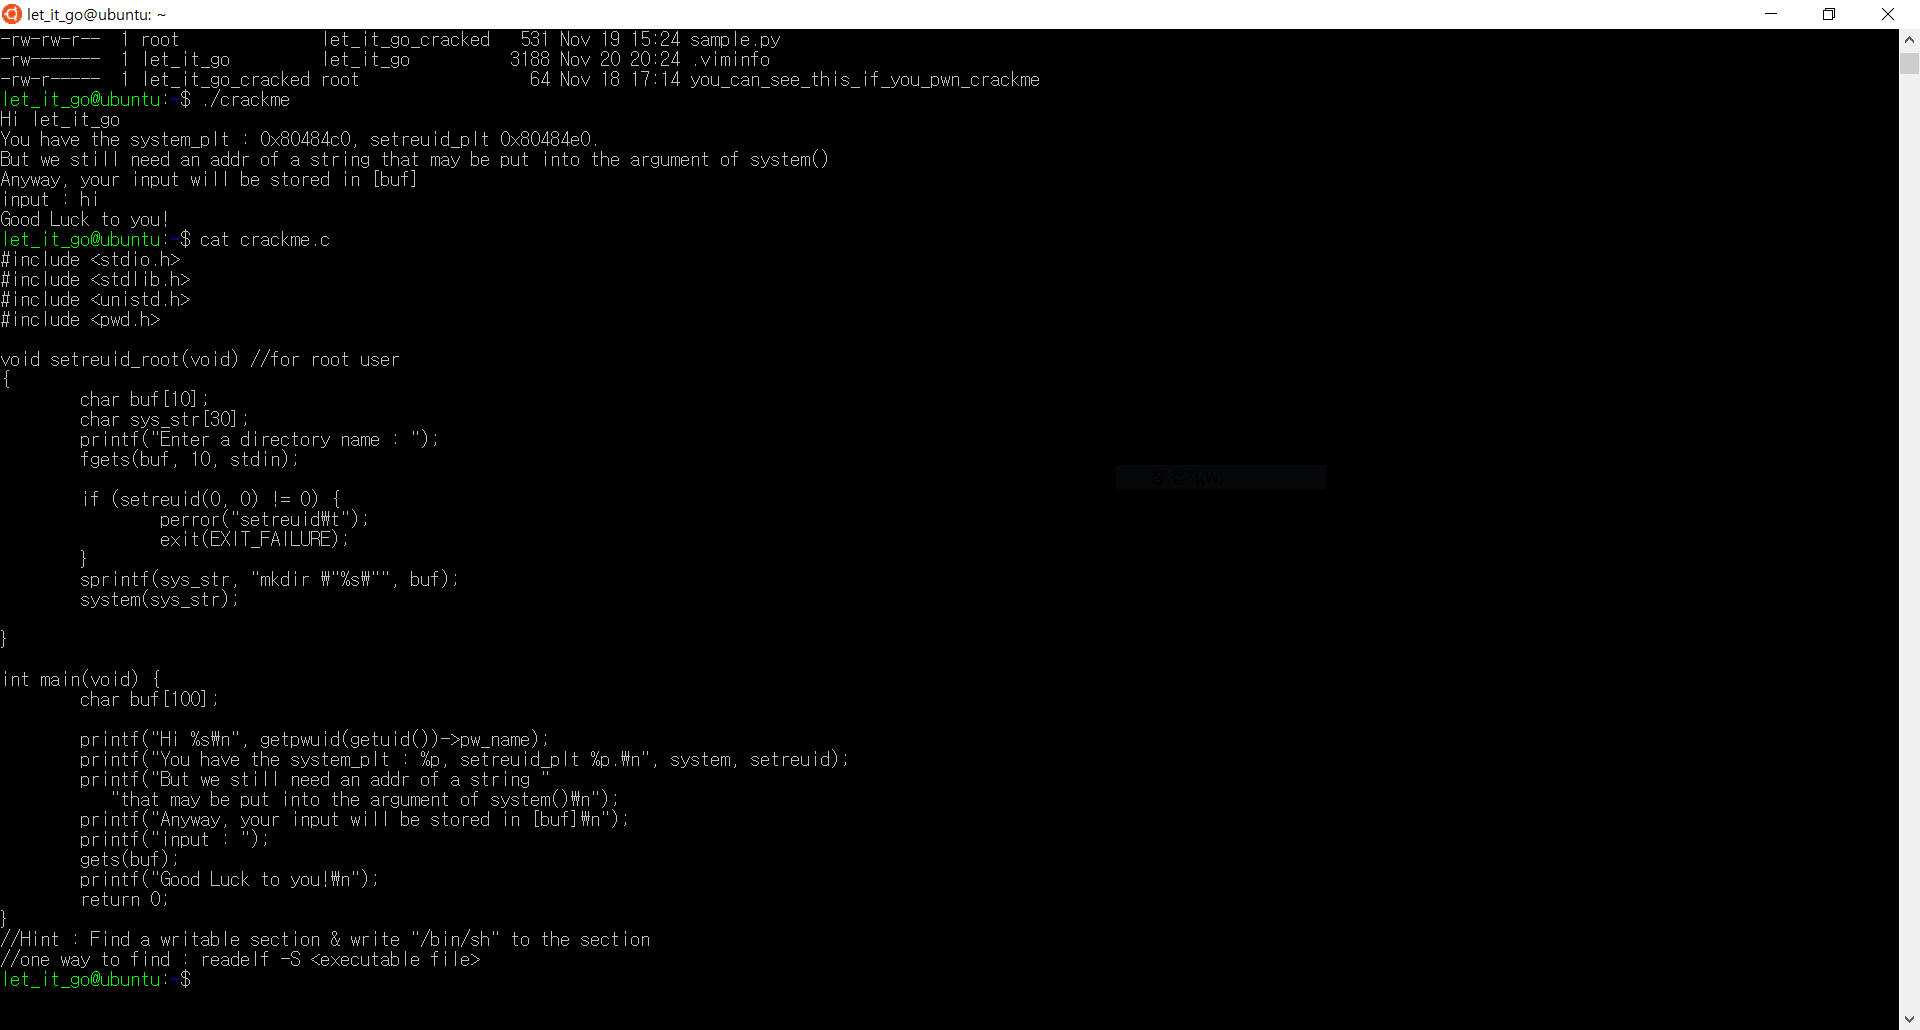 let_it_go@ubuntu: ~
-rw-rw-r-- 1 root let_it_go_cracked 531 Nov 19 15:24 sample.py
-rw------- 1 let_it_go let_it_go 3188 Nov 20 20:24 .viminfo
-rw-r----- 1 let_it_go_cracked root 64 Nov 18 17:14 you_can_see_this_if_you_pwn_crackme
let_it_go@ubuntu:~$ ./crackme
Hi let_it_go
You have the system_plt : 0x80484c0, setreuid_plt 0x80484e0.
But we still need an addr of a string that may be put into the argument of system()
Anyway, your input will be stored in [buf]
input : hi
Good Luck to you!
let_it_go@ubuntu:~$ cat crackme.c
#include <stdio.h>
#include <stdlib.h>
#include <unistd.h>
#include <pwd.h>
void setreuid_root(void) //for root user
{
char buf[10];
char sys_str[30];
printf("Enter a directory name : ");
fgets(buf, 10, stdin);
if (setreuid(0, 0) != 0) {
perror("setreuid₩t");
exit(EXIT_FAILURE);
}
sprintf(sys_str, "mkdir ₩"%s₩"", buf);
system(sys_str);
}
int main(void) {
char buf[100];
printf("Hi %s₩n", getpwuid(getuid())->pw_name);
printf("You have the system_plt : %p, setreuid_plt %p.₩n", system, setreuid);
printf("But we still need an addr of a string "
"that may be put into the argument of system()₩n");
printf("Anyway, your input will be stored in [buf]₩n");
printf("input : ");
gets(buf);
printf("Good Luck to you!₩n");
return 0;
}
//Hint : Find a writable section & write "/bin/sh" to the section
//one way to find : readelf -S <executable file>
let_it_go@ubuntu:~$